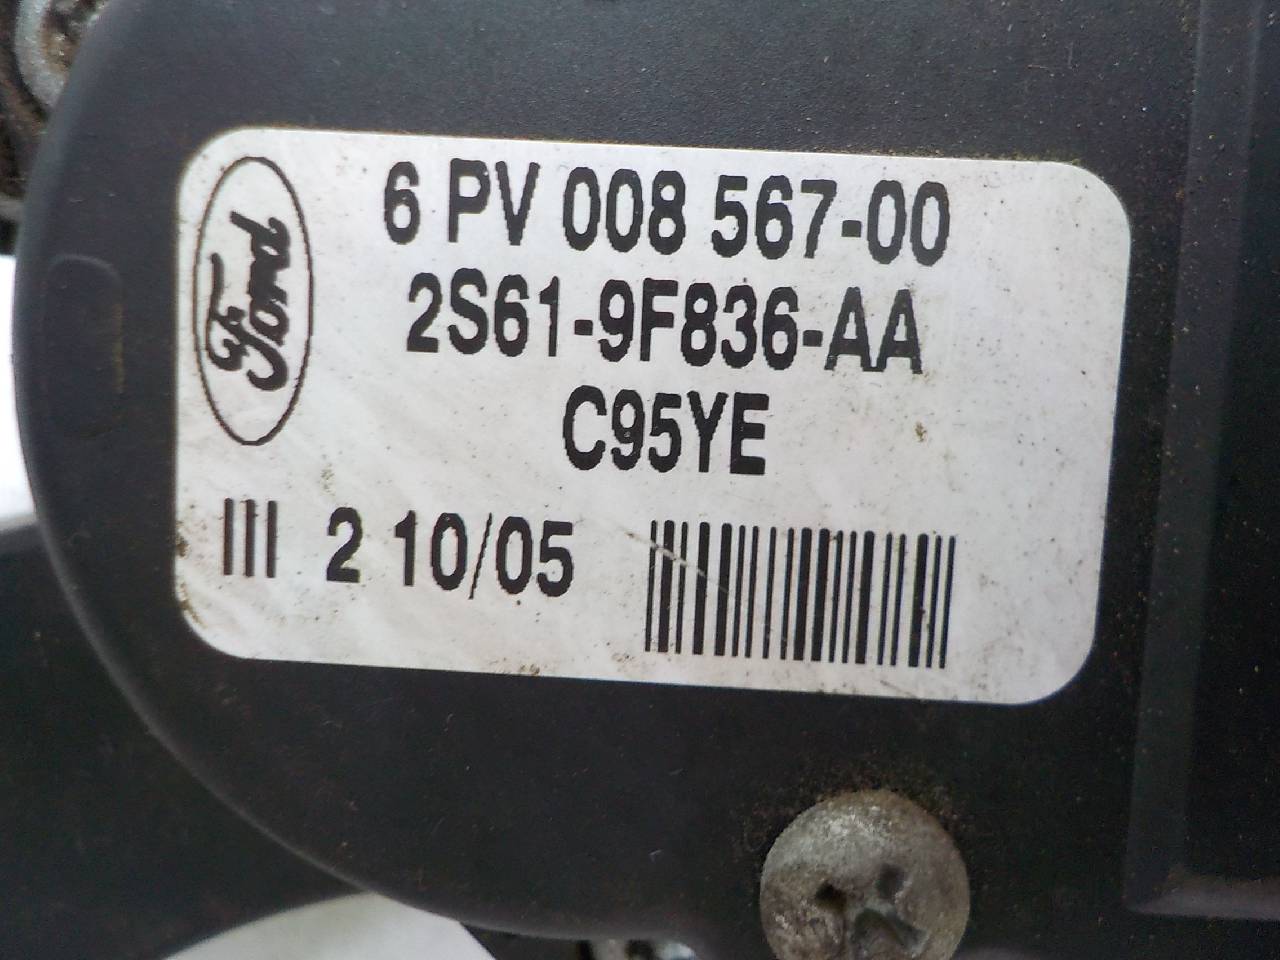 Ford
6 PV 008 567-00
2S61-9F836-AA
C95YE
III 2 10/05